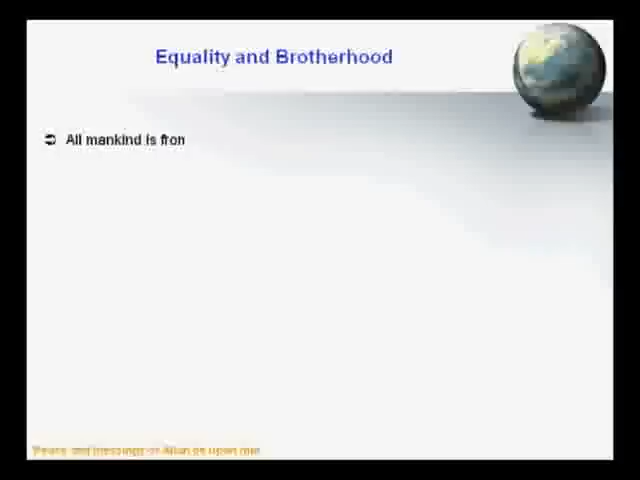 Equality and Brotherhood
All mankind is fron
Peace and blessings of Allah be upon him